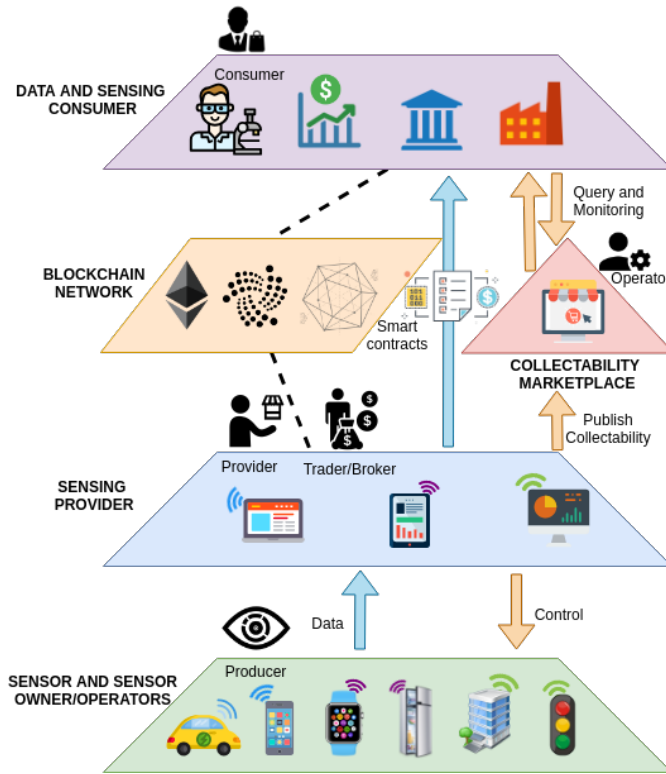 DATA AND SENSING
CONSUMER
Consumer
$
Query and
Monitoring
BLOCKCHAIN
NETWORK
Operato
Smart
contracts
$
COLLECTABILITY
MARKETPLACE
Publish
Collectability
$
$
$
Provider
Trader/Broker
SENSING
PROVIDER
Data
Control
SENSOR AND SENSOR
OWNER/OPERATORS
Producer